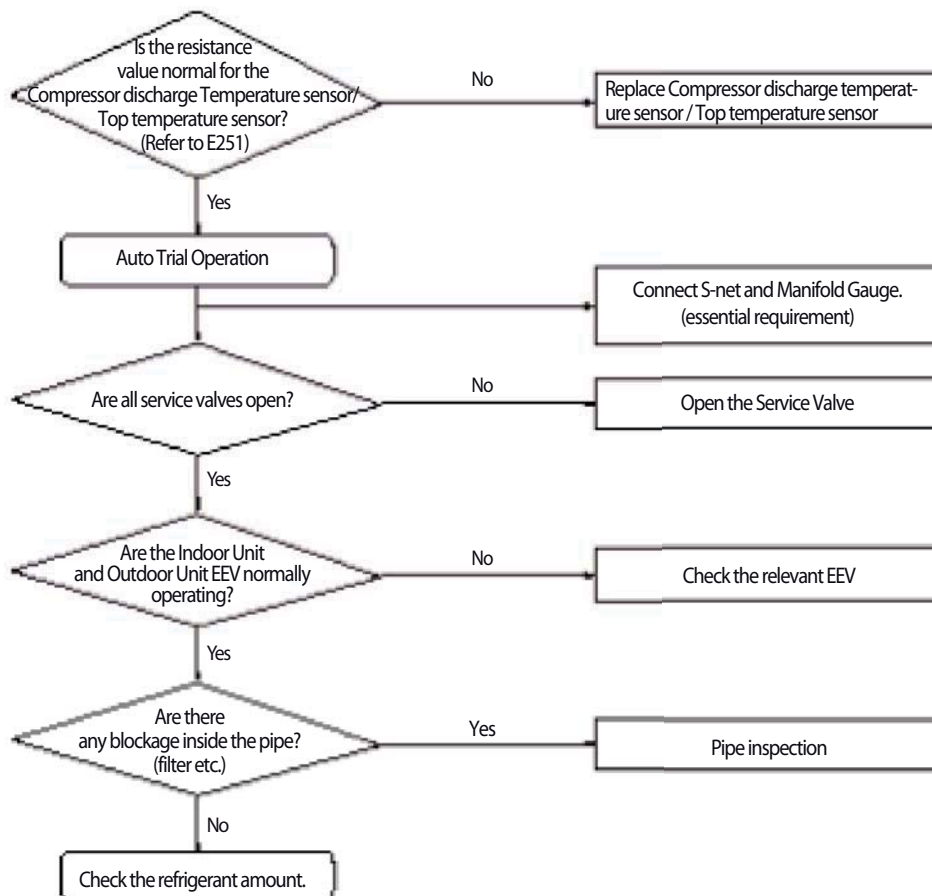 Is the resistance
value normal for the
Compressor discharge Temperature sensor/
Top temperature sensor?
(Refer to E251)
No
Replace Compressor discharge temperat-
ure sensor / Top temperature sensor
Yes
Auto Trial Operation
Connect S-net and Manifold Gauge.
(essential requirement)
Are all service valves open?
No
Open the Service Valve
Yes
Are the Indoor Unit
and Outdoor Unit EEV normally
operating?
No
Check the relevant EEV
Yes
Are there
any blockage inside the pipe?
(filter etc.)
Yes
Pipe inspection
No
Check the refrigerant amount.